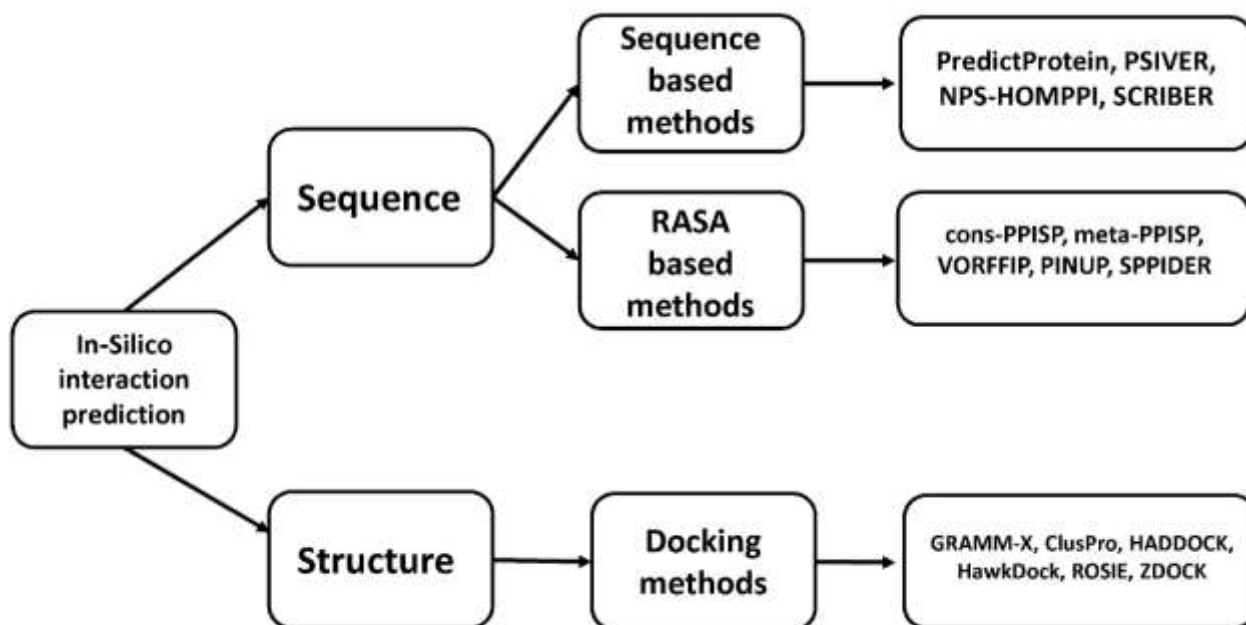 Sequence
based
methods
PredictProtein, PSIVER,
NPS-HOMPPI, SCRIBER
Sequence
RASA
based
methods
cons-PPISP, meta-PPISP,
VORFFIP, PINUP, SPPIDER
In-Silico
interaction
prediction
Structure
Docking
methods
GRAMM-X, ClusPro, HADDOCK,
HawkDock, ROSIE, ZDOCK